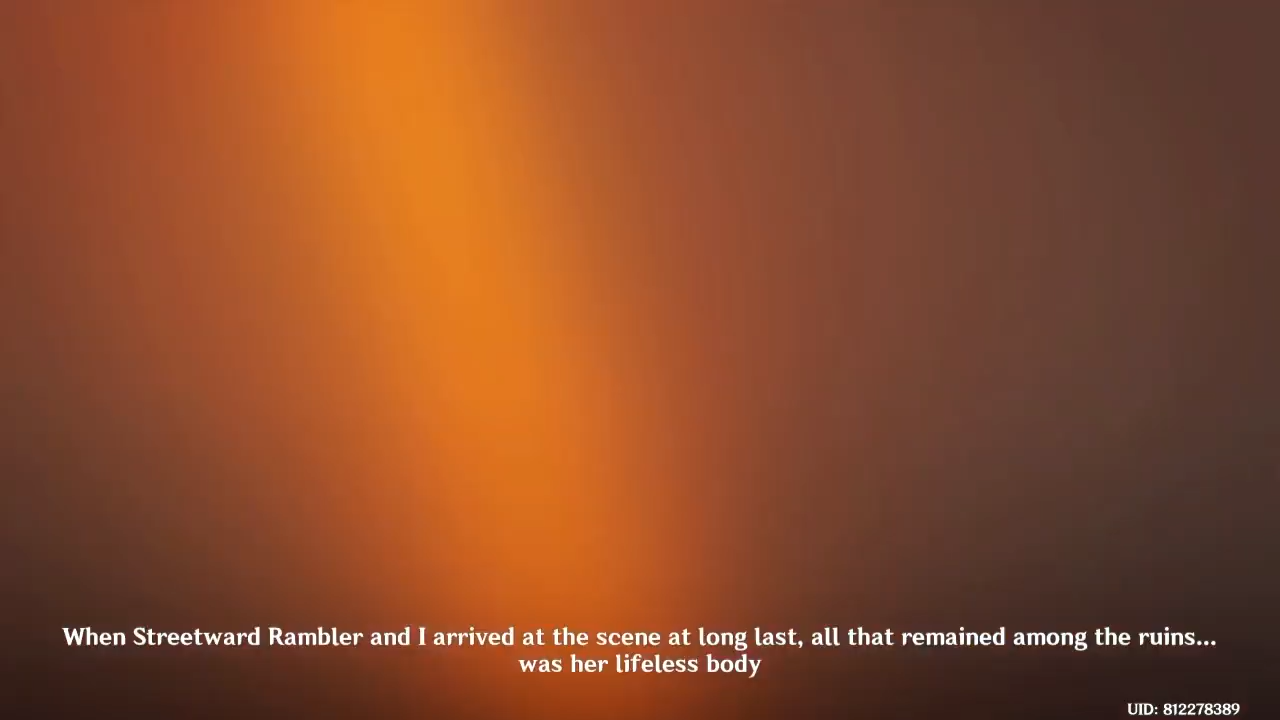 When Streetward Rambler and I arrived at the scene at long last, all that remained among the ruins...
was her lifeless body
UID: 812278389